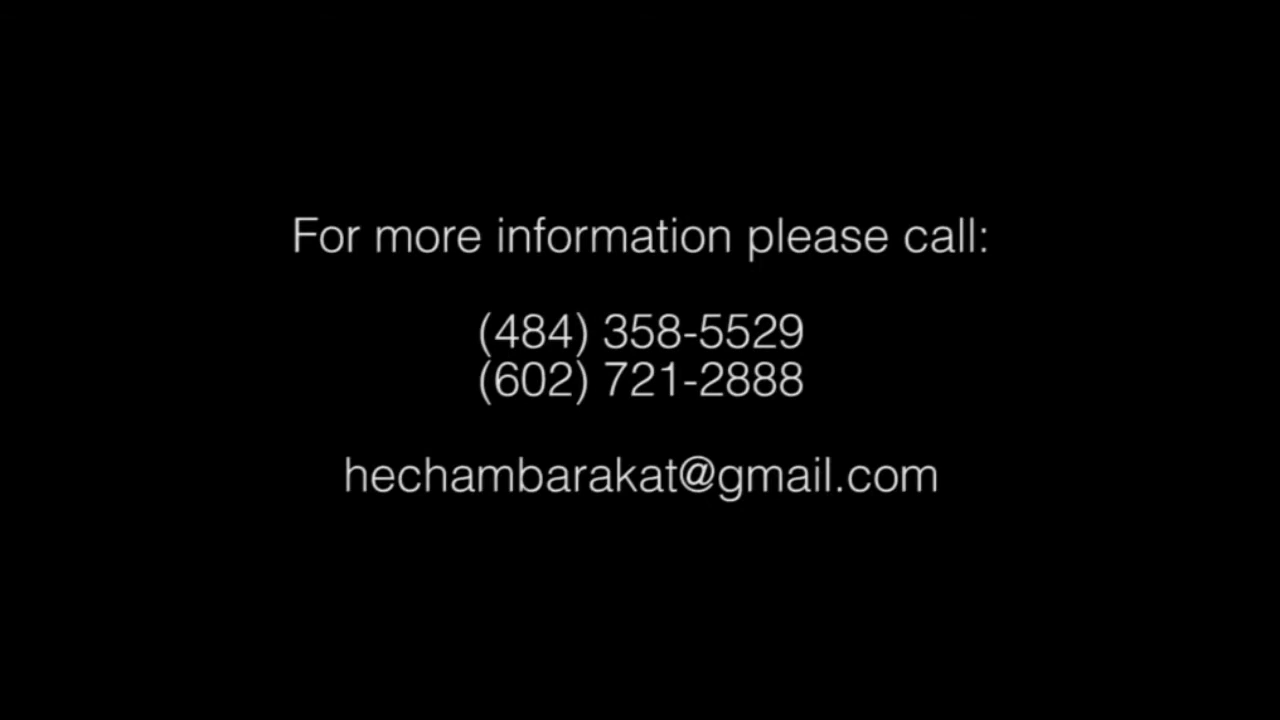 For more information please call:
(484) 358-5529
(602) 721-2888
hechambarakat@gmail.com